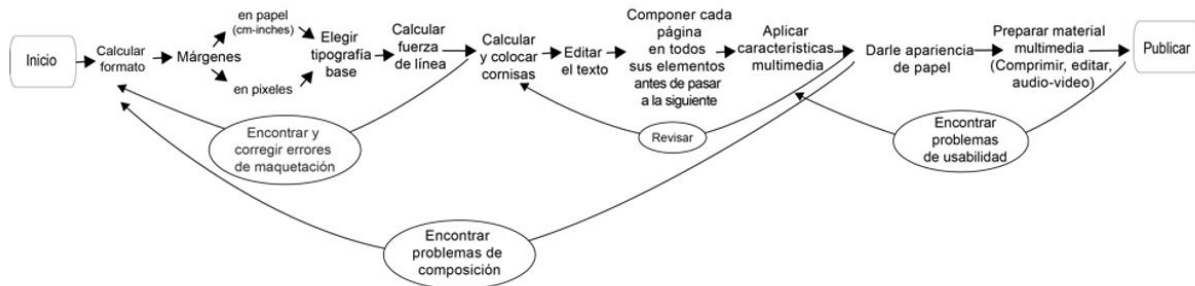 Inicio
Calcular
formato
Márgenes
en papel
(cm-inches)
en pixeles
Elegir
tipografía
base
Calcular
fuerza
de línea
Calcular
y colocar
cornisas
Editar
el texto
Componer cada
página
en todos
sus elementos
antes de pasar
a la siguiente
Aplicar
características
multimedia
Darle apariencia
de papel
Preparar material
multimedia
(Comprimir, editar,
audio-video)
Publicar
Encontrar y
corregir errores
de maquetación
Revisar
Encontrar
problemas
de usabilidad
Encontrar
problemas de
composición